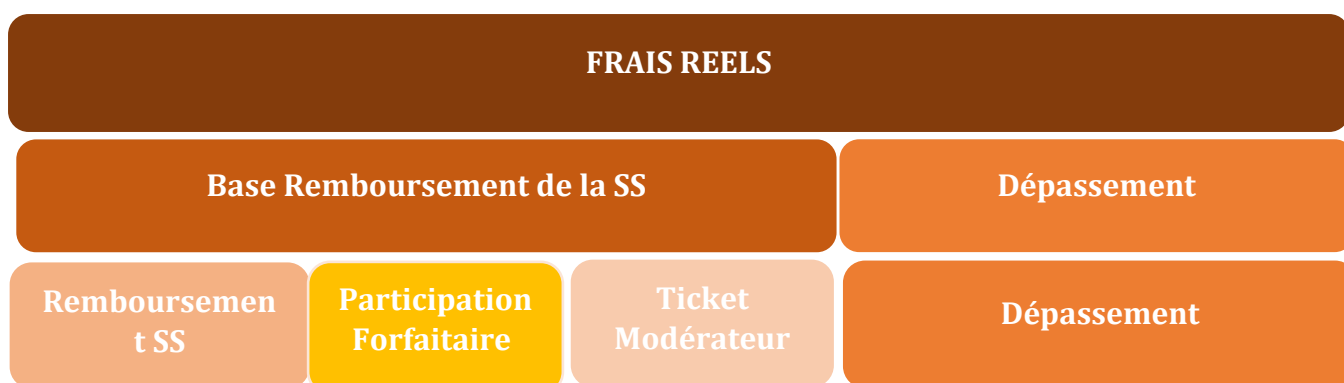 FRAIS REELS
Base Remboursement de la SS
Dépassement
Remboursemen
t SS
Participation
Forfaitaire
Ticket
Modérateur
Dépassement